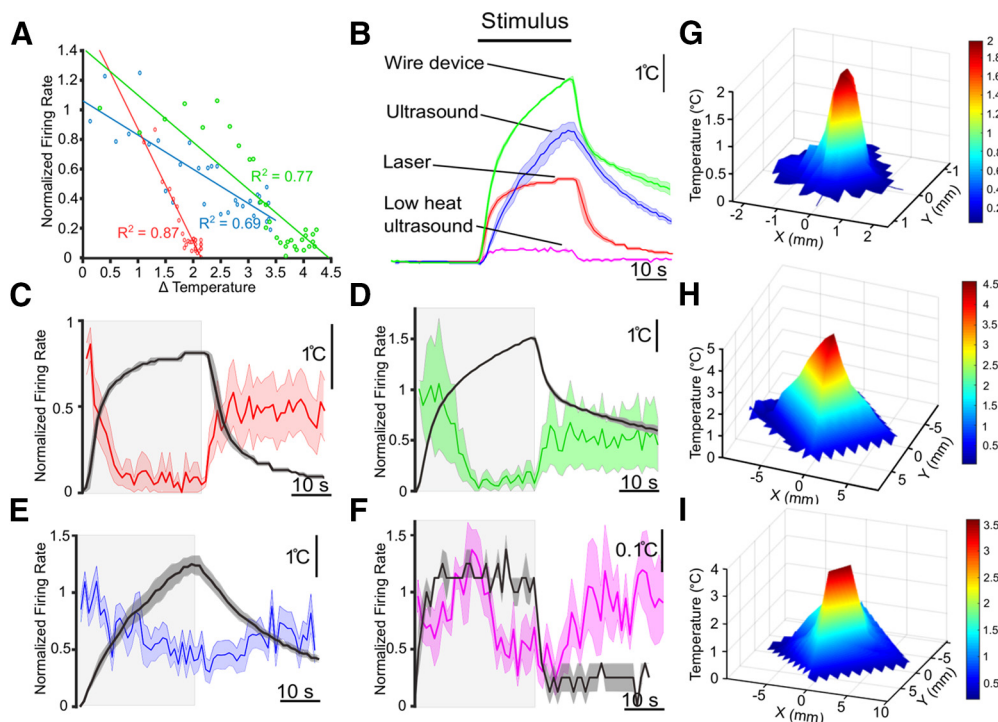 A
Normalized Firing Rate
1.4
1.2
1
0.8
0.6
0.4
0.2
0
R² = 0.77
R² = 0.69
R² = 0.87
0 0.5 1 1.5 2 2.5 3 3.5 4 4.5
Δ Temperature
B
Stimulus
Wire device
Ultrasound
Laser
Low heat
ultrasound
1°C
10 s
G
Temperature (°C)
2
1.5
1
0.5
0
-2 -1 0 1 2
X (mm)
-1
0
1
Y (mm)
2
1.8
1.6
1.4
1.2
1
0.8
0.6
0.4
0.2
C
Normalized Firing Rate
1
0.5
0
1°C
10 s
D
Normalized Firing Rate
1.5
1
0.5
0
1°C
10 s
H
Temperature (°C)
5
4
3
2
1
0
-5 0 5
X (mm)
-5
0
5
Y (mm)
4.5
4
3.5
3
2.5
2
1.5
1
0.5
E
Normalized Firing Rate
1.5
1
0.5
0
1°C
10 s
F
Normalized Firing Rate
1.5
1
0.5
0
0.1°C
10 s
I
Temperature (°C)
4
3
2
1
0
-5 0 5 10
X (mm)
-5
0
5
10
Y (mm)
3.5
3
2.5
2
1.5
1
0.5